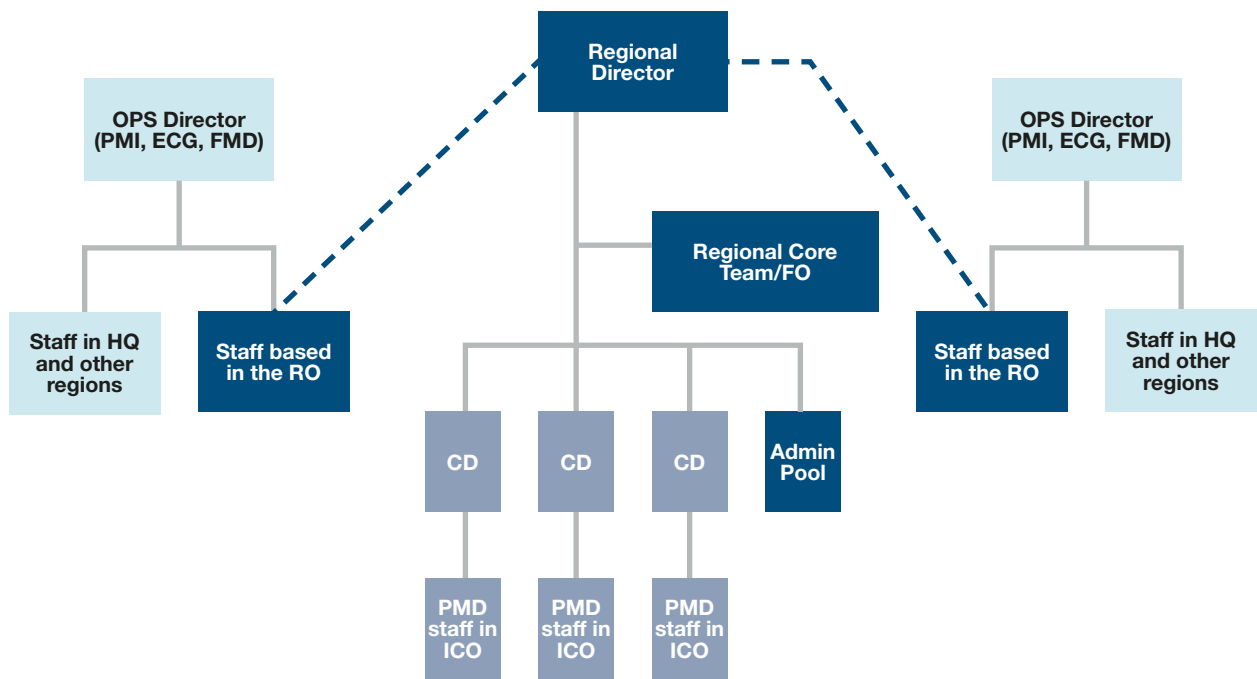 Regional
Director
OPS Director
(PMI, ECG, FMD)
OPS Director
(PMI, ECG, FMD)
Regional Core
Team/FO
Staff in HQ
and other
regions
Staff based
in the RO
Staff based
in the RO
Staff in HQ
and other
regions
CD
CD
CD
Admin
Pool
PMD
staff in
ICO
PMD
staff in
ICO
PMD
staff in
ICO